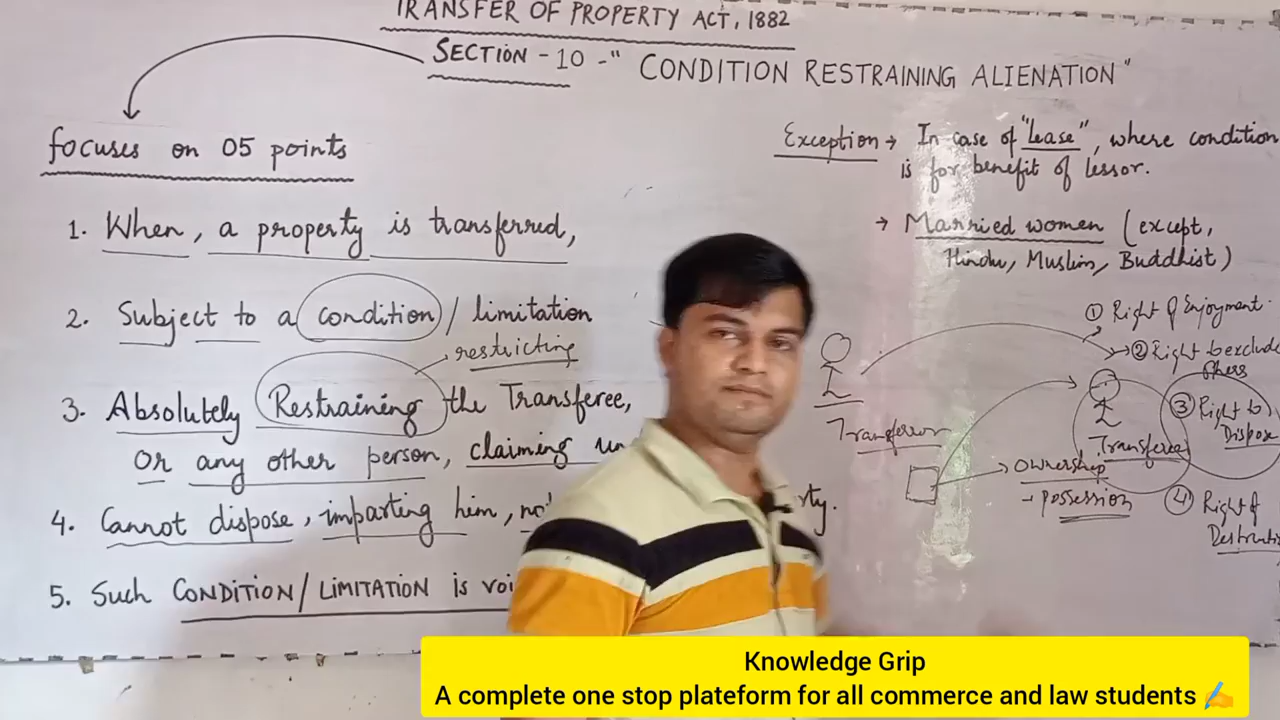 TRANSFER OF PROPERTY ACT, 1882
SECTION - 10 - " CONDITION RESTRAINING ALIENATION"
focuses on 05 points
1. When, a property is transferred,
2. Subject to a condition / limitation
restricting
3. Absolutely Restraining the Transferee,
or any other person, claiming
4. Cannot dispose, imparting him,
5. Such CONDITION/LIMITATION is
Exception → In case of "lease", where condition
is for benefit of lessor.
→ Married women (except,
Hindu, Muslim, Buddhist)
① Right of Enjoyment
→ ② Right to exclude
others
③ Right to
Dispose
④ Right of
Transferor
Transferee
→ Ownership
→ possession
Knowledge Grip
A complete one stop plateform for all commerce and law students ✍️